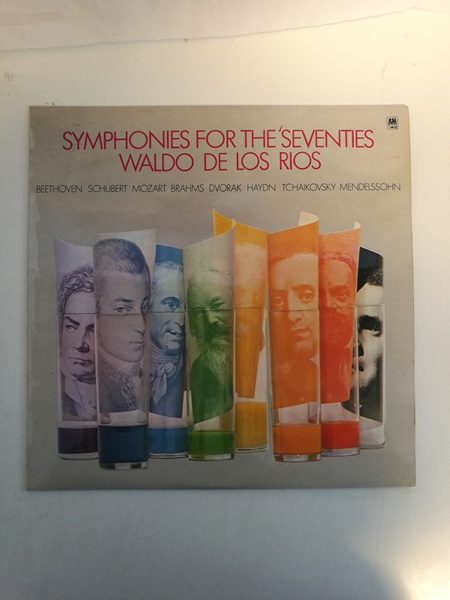 A&M
SYMPHONIES FOR THE 'SEVENTIES
WALDO DE LOS RIOS
BEETHOVEN SCHUBERT MOZART BRAHMS DVORAK HAYDN TCHAIKOVSKY MENDELSSOHN